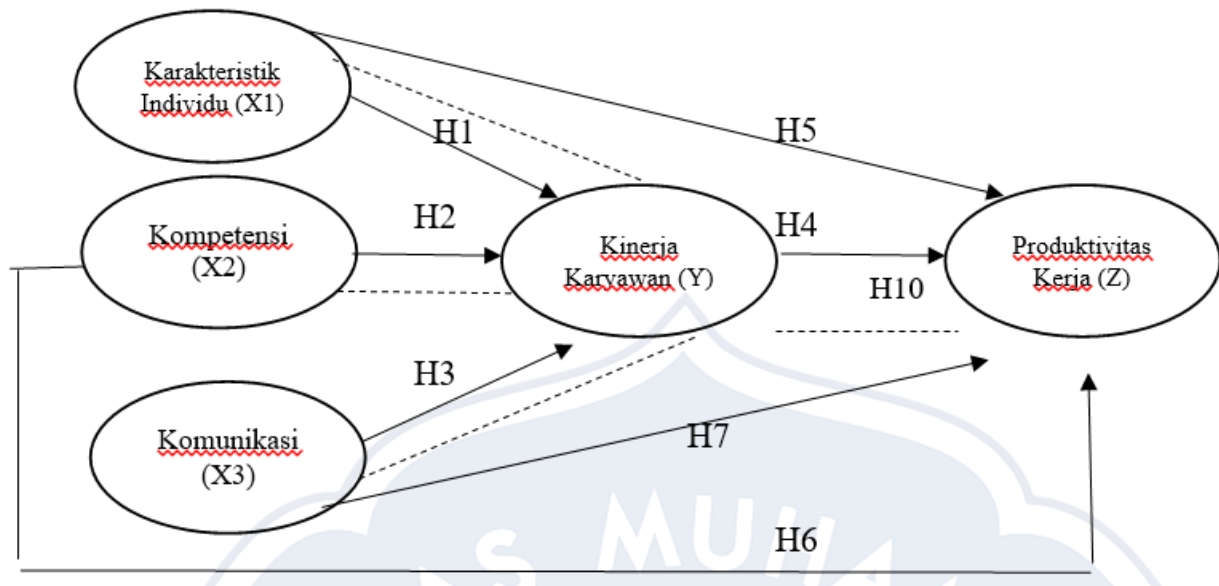 Karakteristik
Individu (X1)
H1
H5
Kompetensi
(X2)
H2
Kinerja
Karyawan (Y)
H4
H10
Produktivitas
Kerja (Z)
H3
Komunikasi
(X3)
H7
H6
S MUHA